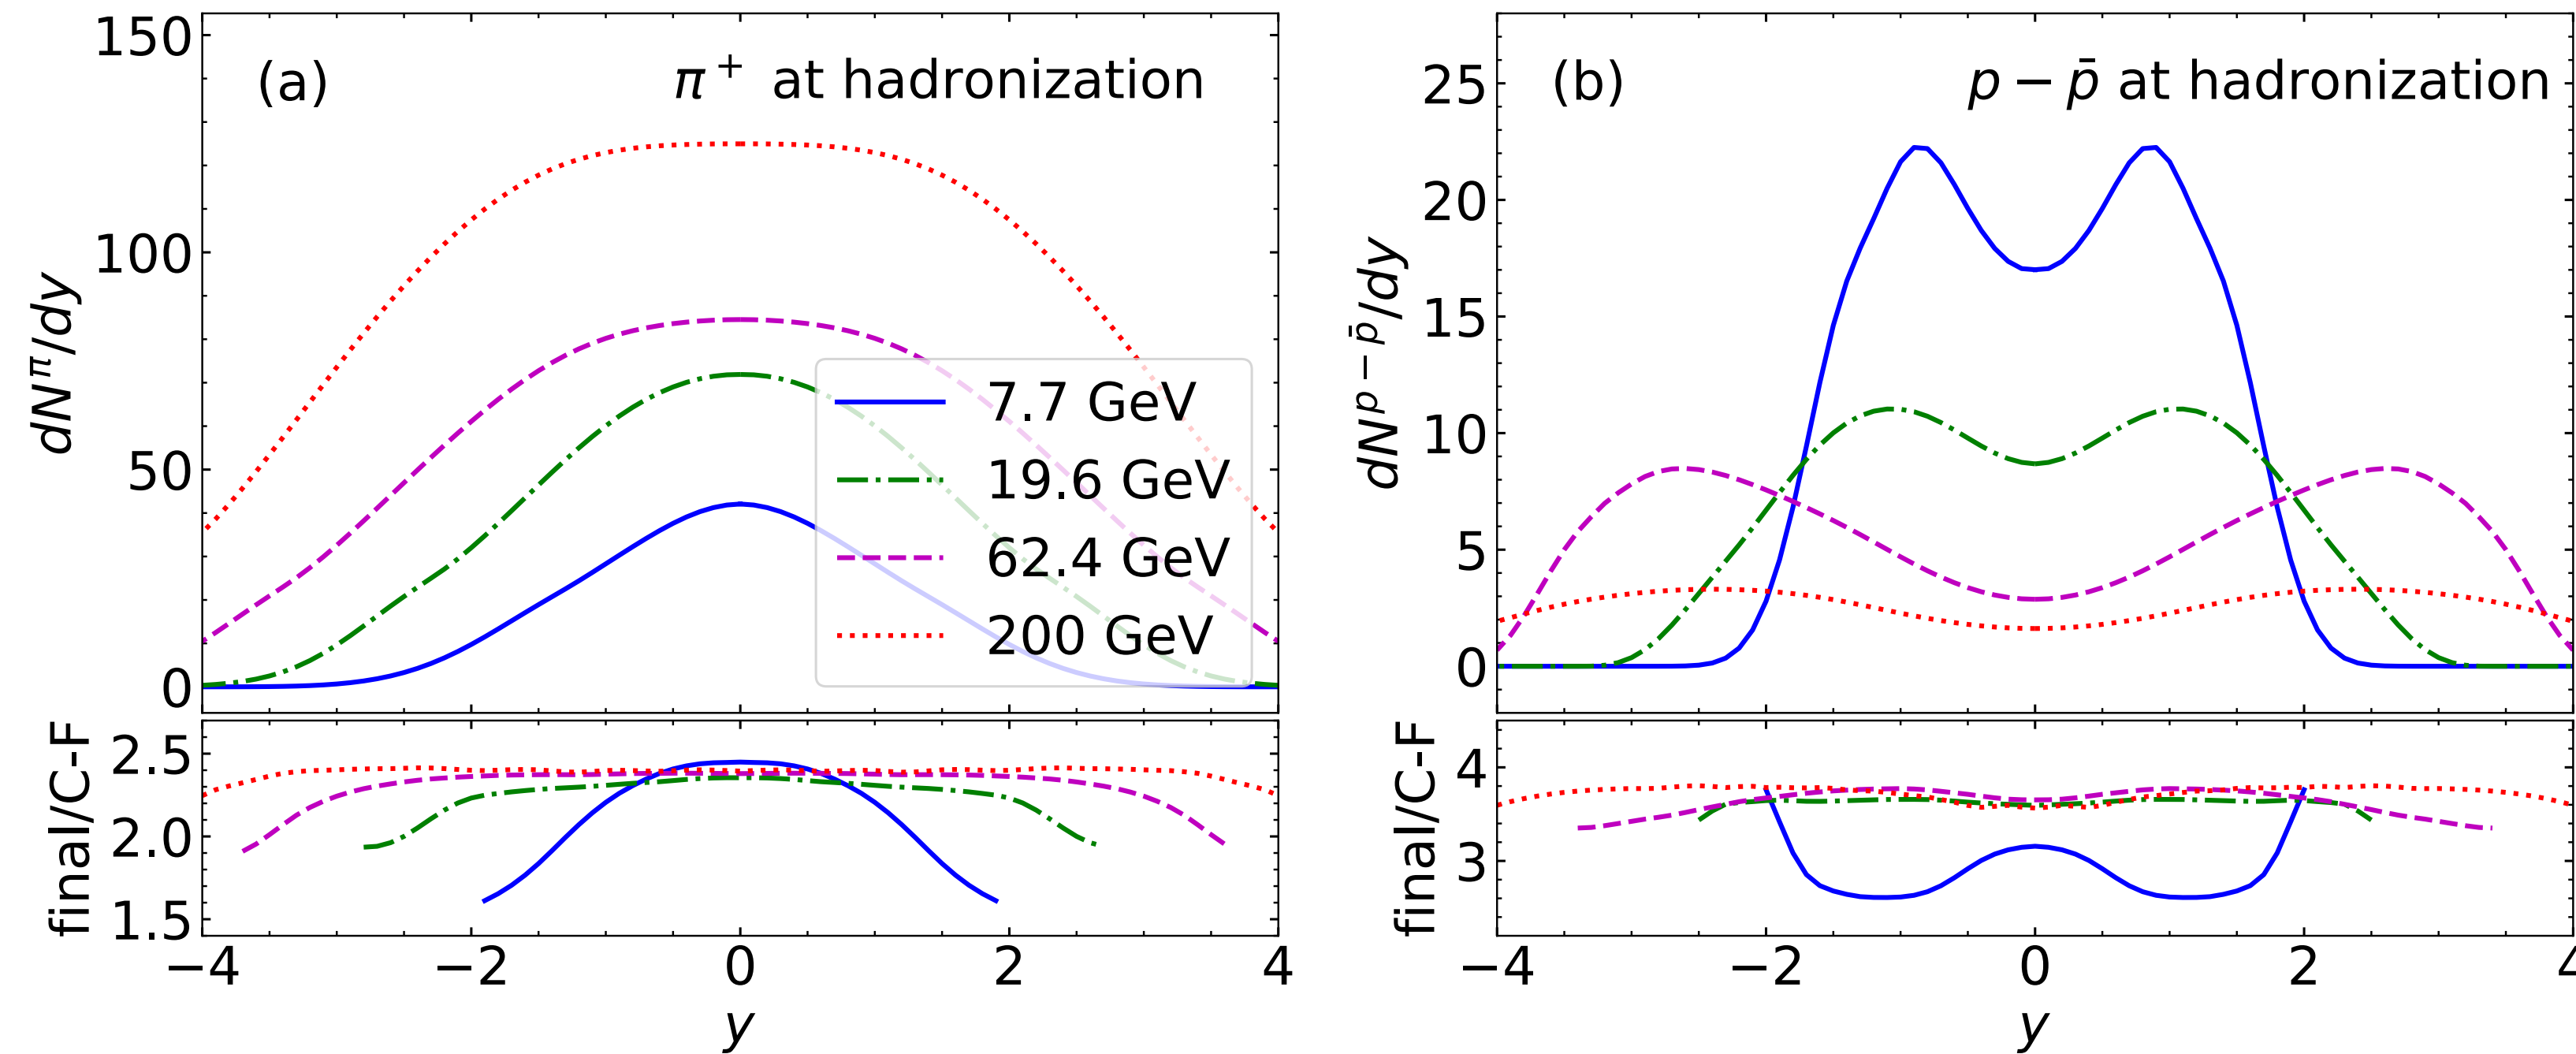 (a)
π⁺ at hadronization
dN^π/dy
150
100
50
0
7.7 GeV
19.6 GeV
62.4 GeV
200 GeV
final/C-F
2.5
2.0
1.5
−4 −2 0 2 4
y
(b)
p − p̄ at hadronization
dN^{p − p̄}/dy
25
20
15
10
5
0
final/C-F
4
3
−4 −2 0 2 4
y